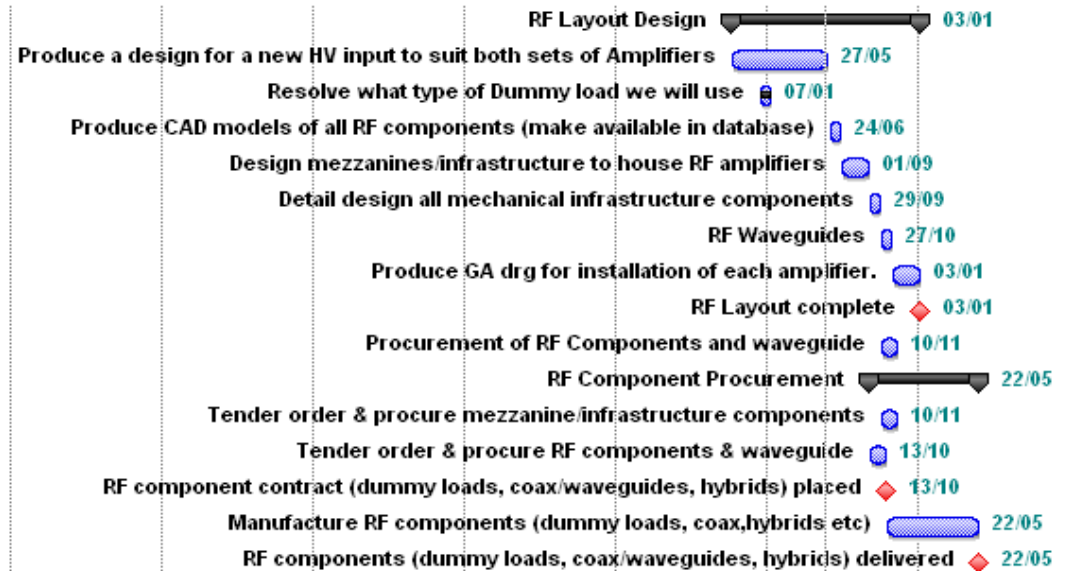 RF Layout Design 03/01
Produce a design for a new HV input to suit both sets of Amplifiers 27/05
Resolve what type of Dummy load we will use 07/01
Produce CAD models of all RF components (make available in database) 24/06
Design mezzanines/infrastructure to house RF amplifiers 01/09
Detail design all mechanical infrastructure components 29/09
RF Waveguides 27/10
Produce GA drg for installation of each amplifier. 03/01
RF Layout complete 03/01
Procurement of RF Components and waveguide 10/11
RF Component Procurement 22/05
Tender order & procure mezzanine/infrastructure components 10/11
Tender order & procure RF components & waveguide 13/10
RF component contract (dummy loads, coax/waveguides, hybrids) placed 13/10
Manufacture RF components (dummy loads, coax,hybrids etc) 22/05
RF components (dummy loads, coax/waveguides, hybrids) delivered 22/05